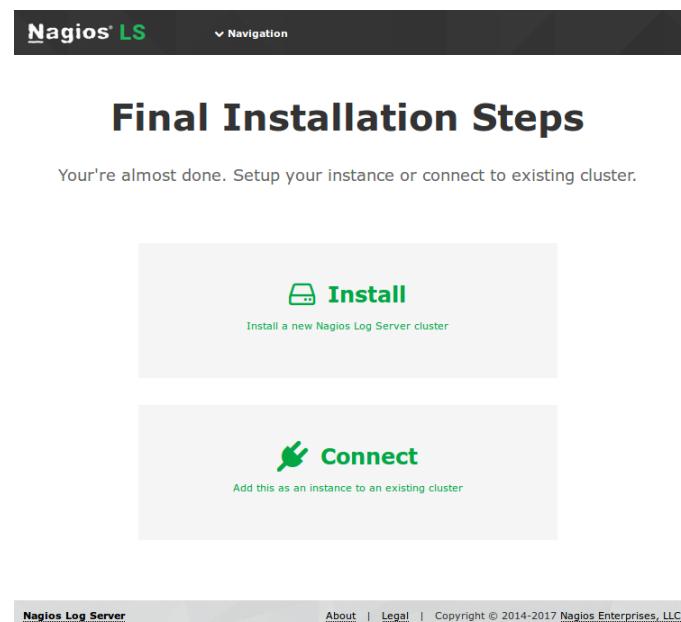 Nagios® LS
Navigation
Final Installation Steps
Your're almost done. Setup your instance or connect to existing cluster.
Install
Install a new Nagios Log Server cluster
Connect
Add this as an instance to an existing cluster
Nagios Log Server About | Legal | Copyright © 2014-2017 Nagios Enterprises, LLC